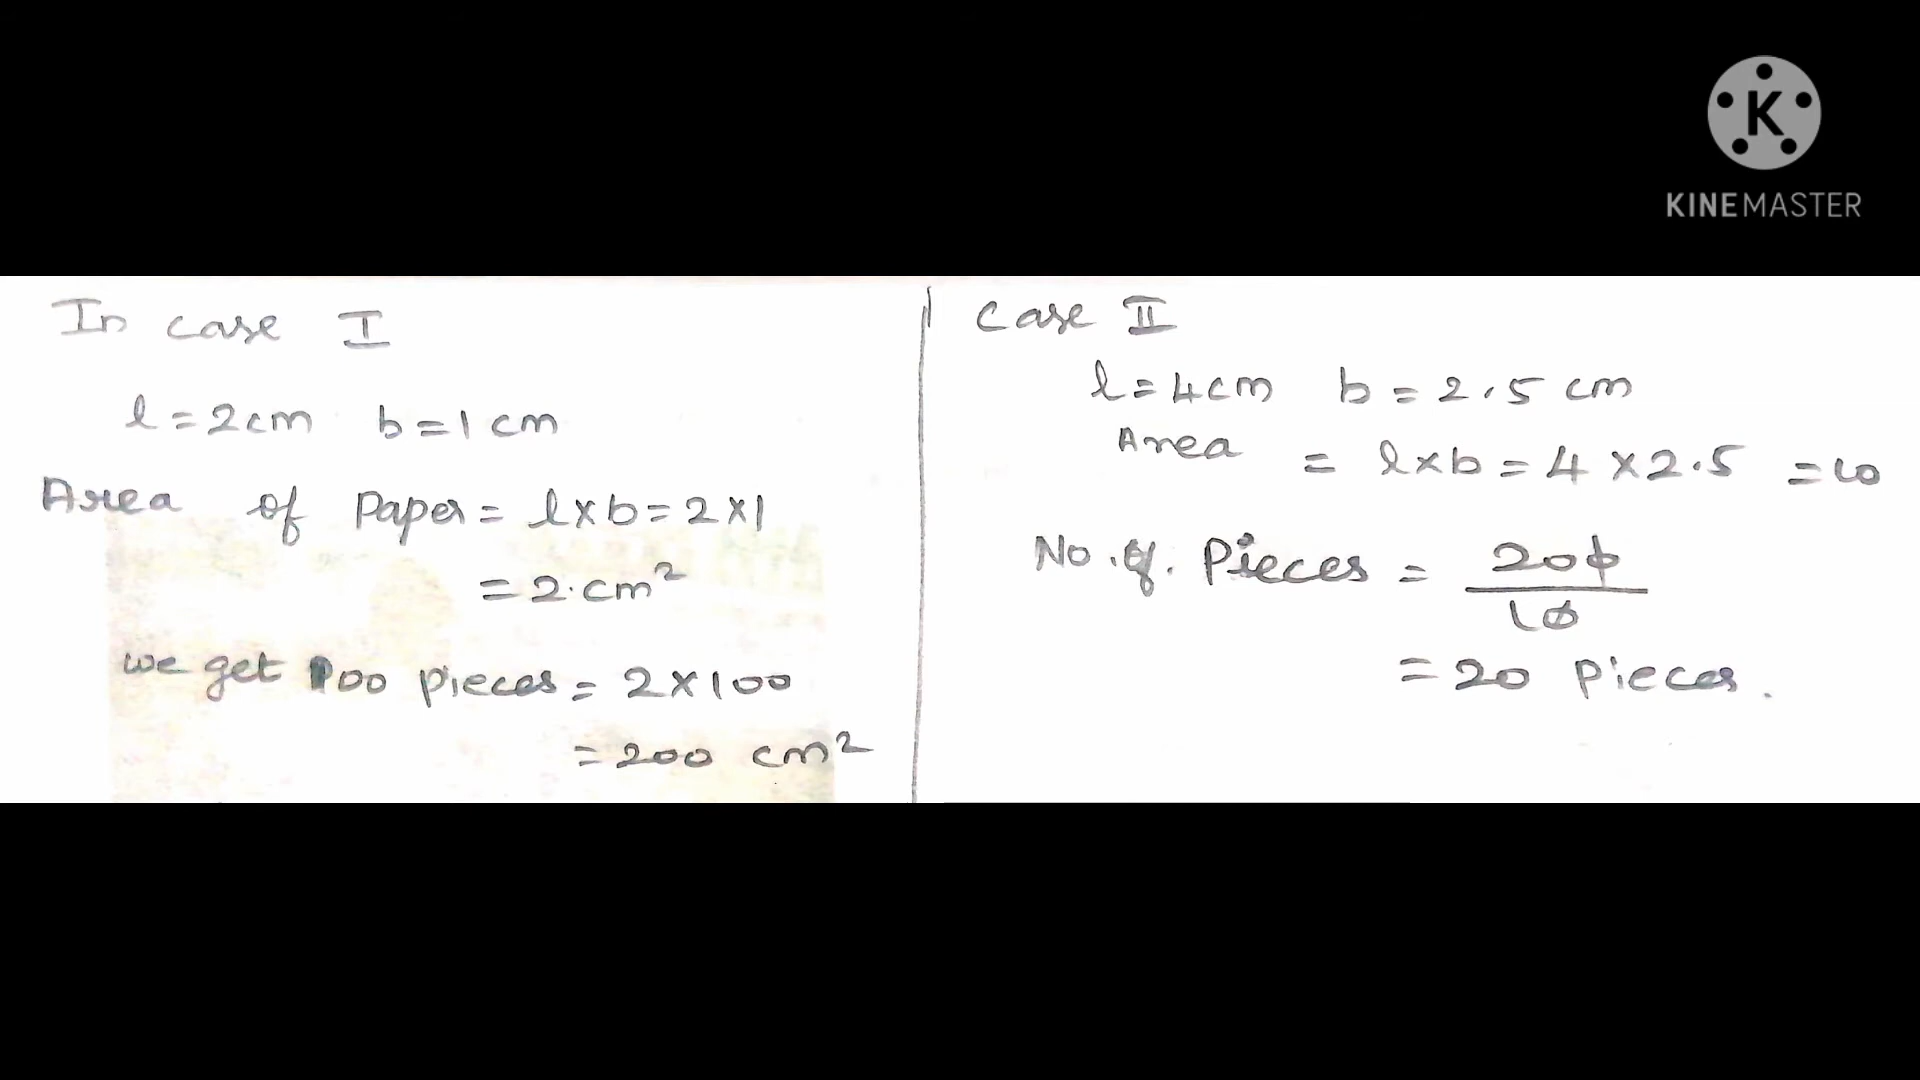 K
KINEMASTER
In case I
l = 2cm b = 1 cm
Area of Paper = l×b = 2×1
= 2.cm²
we get 100 pieces = 2×100
= 200 cm²
Case II
l = 4cm b = 2.5 cm
Area = l×b = 4 ×2.5 = 10
No. of. Pieces = 200/10
= 20 Pieces.